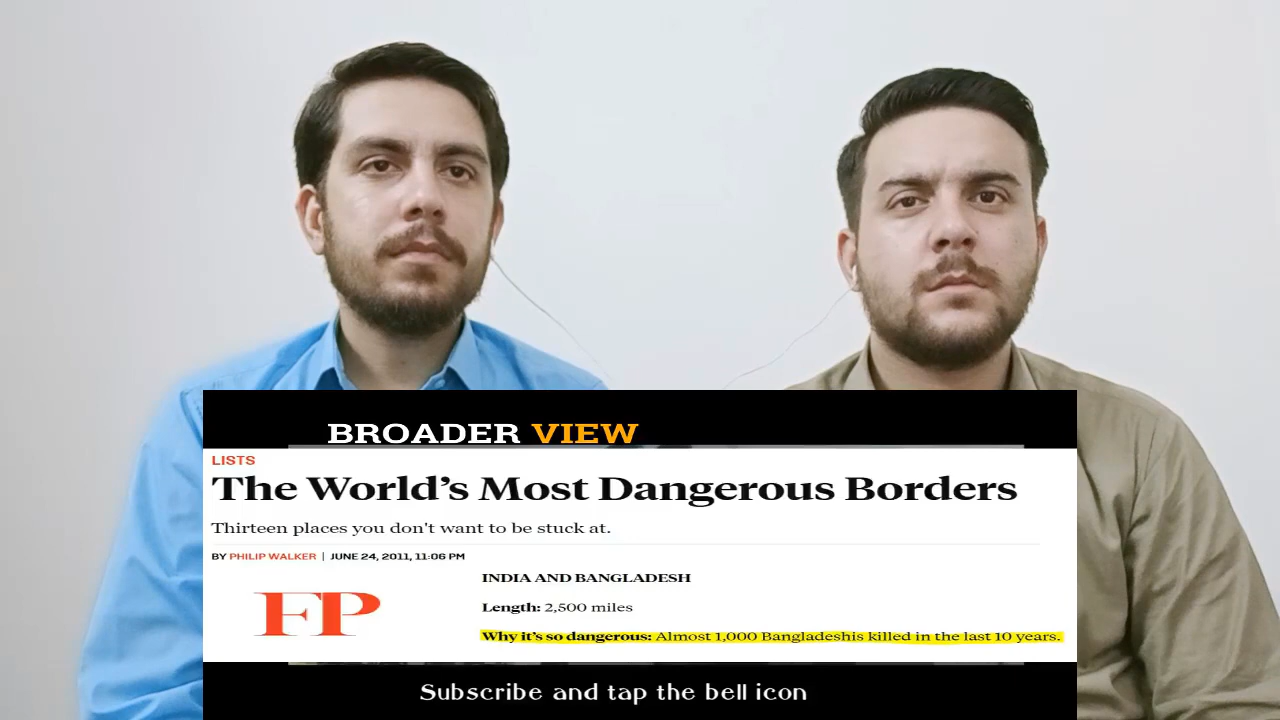 BROADER VIEW
LISTS
The World's Most Dangerous Borders
Thirteen places you don't want to be stuck at.
BY PHILIP WALKER | JUNE 24, 2011, 11:06 PM
FP
INDIA AND BANGLADESH
Length: 2,500 miles
Why it's so dangerous: Almost 1,000 Bangladeshis killed in the last 10 years.
Subscribe and tap the bell icon